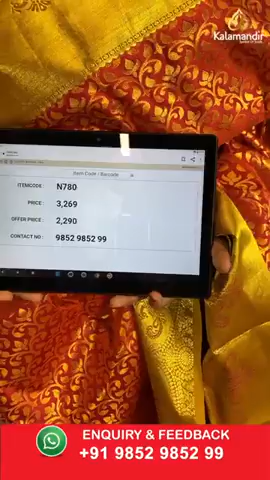 Kalamandir
Item Code / Barcode
ITEMCODE : N780
PRICE : 3,269
OFFER PRICE : 2,290
CONTACT NO : 9852 9852 99
ENQUIRY & FEEDBACK
+91 9852 9852 99